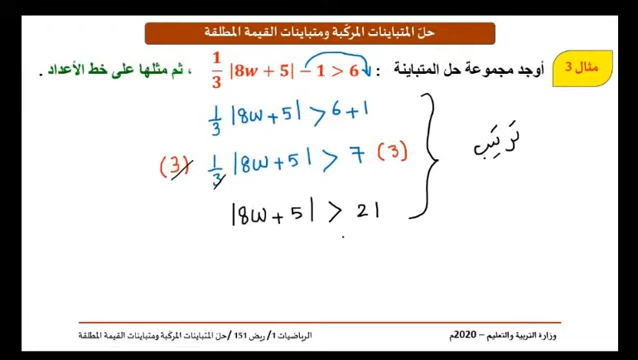 حلّ المتباينات المركّبة ومتباينات القيمة المطلقة
مثال 3
أوجد مجموعة حل المتباينة : 1/3 |8w + 5| − 1 > 6 ، ثم مثلها على خط الأعداد .
1/3 |8w + 5| > 6 + 1
(3) 1/3 |8w + 5| > 7 (3)
|8w + 5| > 21
ترتيب
وزارة التربية والتعليم – 2020م
الرياضيات 1/ ريض 151 /حلّ المتباينات المركّبة ومتباينات القيمة المطلقة